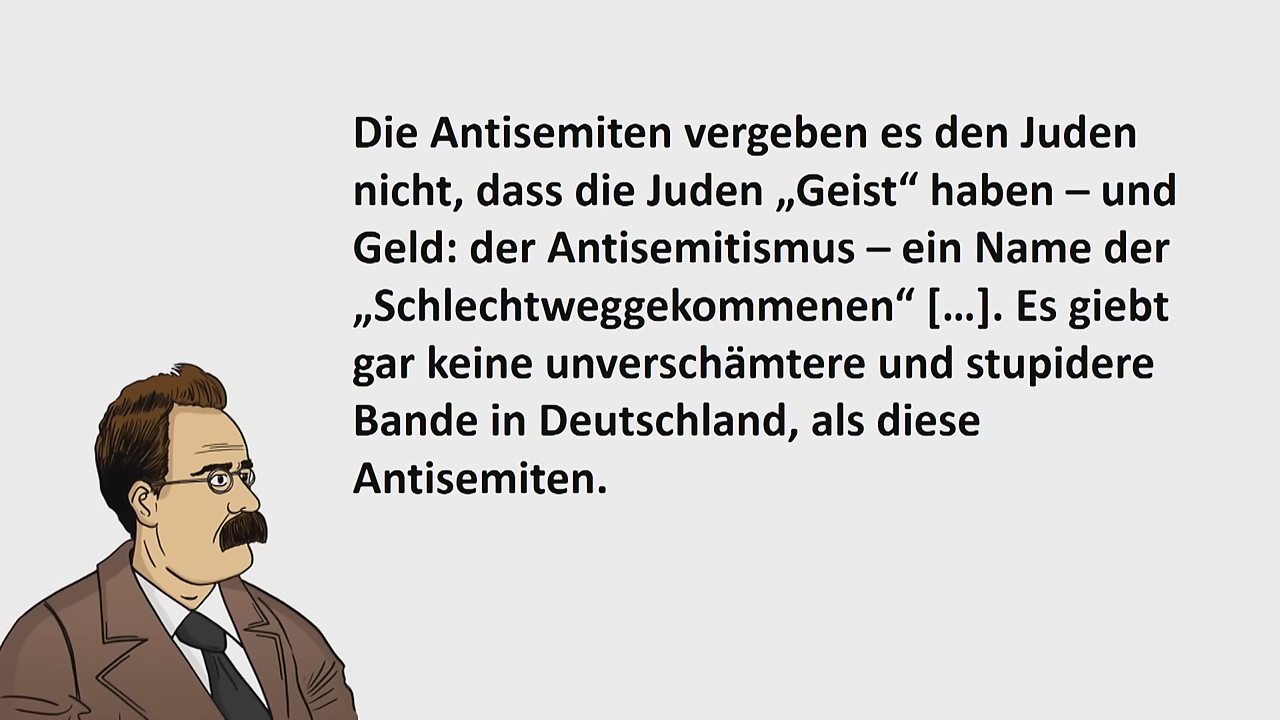 Die Antisemiten vergeben es den Juden
nicht, dass die Juden „Geist“ haben – und
Geld: der Antisemitismus – ein Name der
„Schlechtweggekommenen“ [...]. Es giebt
gar keine unverschämtere und stupidere
Bande in Deutschland, als diese
Antisemiten.